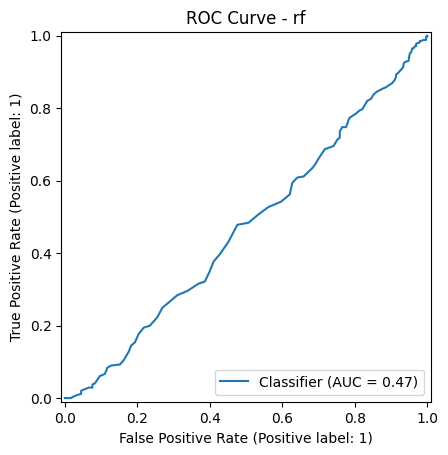 ROC Curve - rf
1.0
0.8
0.6
0.4
0.2
0.0
True Positive Rate (Positive label: 1)
Classifier (AUC = 0.47)
0.0 0.2 0.4 0.6 0.8 1.0
False Positive Rate (Positive label: 1)